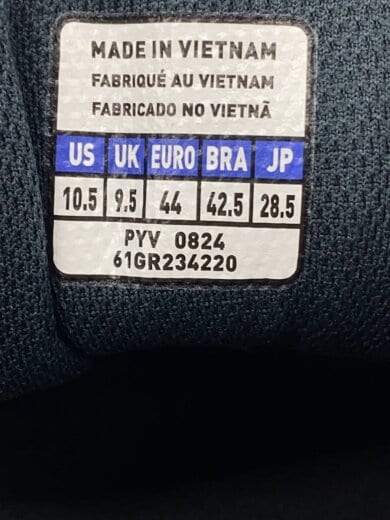 MADE IN VIETNAM
FABRIQUÉ AU VIETNAM
FABRICADO NO VIETNÃ
US UK EURO BRA JP
10.5 9.5 44 42.5 28.5
PYV 0824
61GR234220